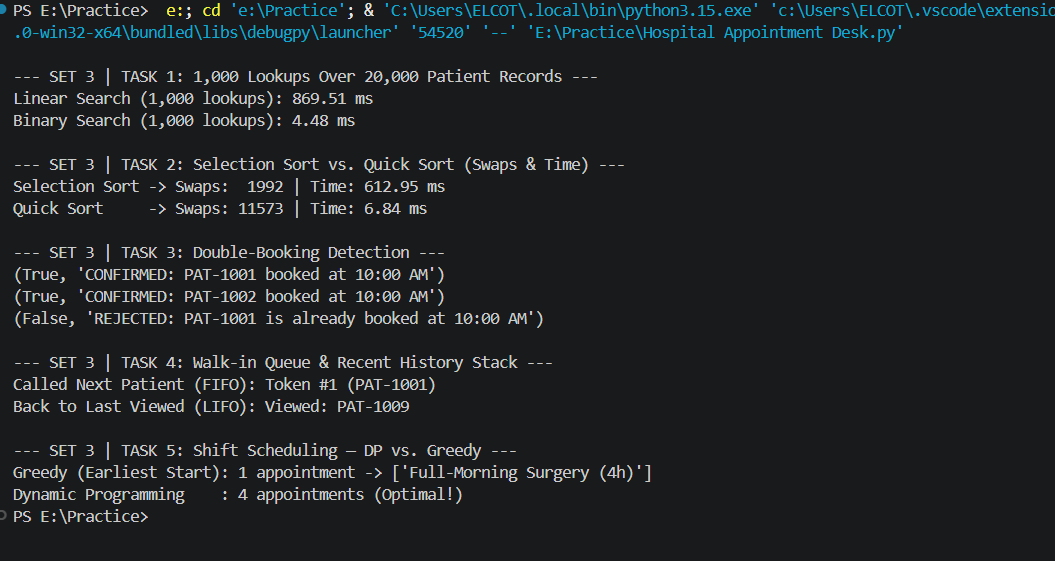 PS E:\Practice>  e:; cd 'e:\Practice'; & 'C:\Users\ELCOT\.local\bin\python3.15.exe' 'c:\Users\ELCOT\.vscode\extensio
.0-win32-x64\bundled\libs\debugpy\launcher' '54520' '--' 'E:\Practice\Hospital Appointment Desk.py'

--- SET 3 | TASK 1: 1,000 Lookups Over 20,000 Patient Records ---
Linear Search (1,000 lookups): 869.51 ms
Binary Search (1,000 lookups): 4.48 ms

--- SET 3 | TASK 2: Selection Sort vs. Quick Sort (Swaps & Time) ---
Selection Sort -> Swaps:  1992 | Time: 612.95 ms
Quick Sort     -> Swaps: 11573 | Time: 6.84 ms

--- SET 3 | TASK 3: Double-Booking Detection ---
(True, 'CONFIRMED: PAT-1001 booked at 10:00 AM')
(True, 'CONFIRMED: PAT-1002 booked at 10:00 AM')
(False, 'REJECTED: PAT-1001 is already booked at 10:00 AM')

--- SET 3 | TASK 4: Walk-in Queue & Recent History Stack ---
Called Next Patient (FIFO): Token #1 (PAT-1001)
Back to Last Viewed (LIFO): Viewed: PAT-1009

--- SET 3 | TASK 5: Shift Scheduling — DP vs. Greedy ---
Greedy (Earliest Start): 1 appointment -> ['Full-Morning Surgery (4h)']
Dynamic Programming    : 4 appointments (Optimal!)
PS E:\Practice>